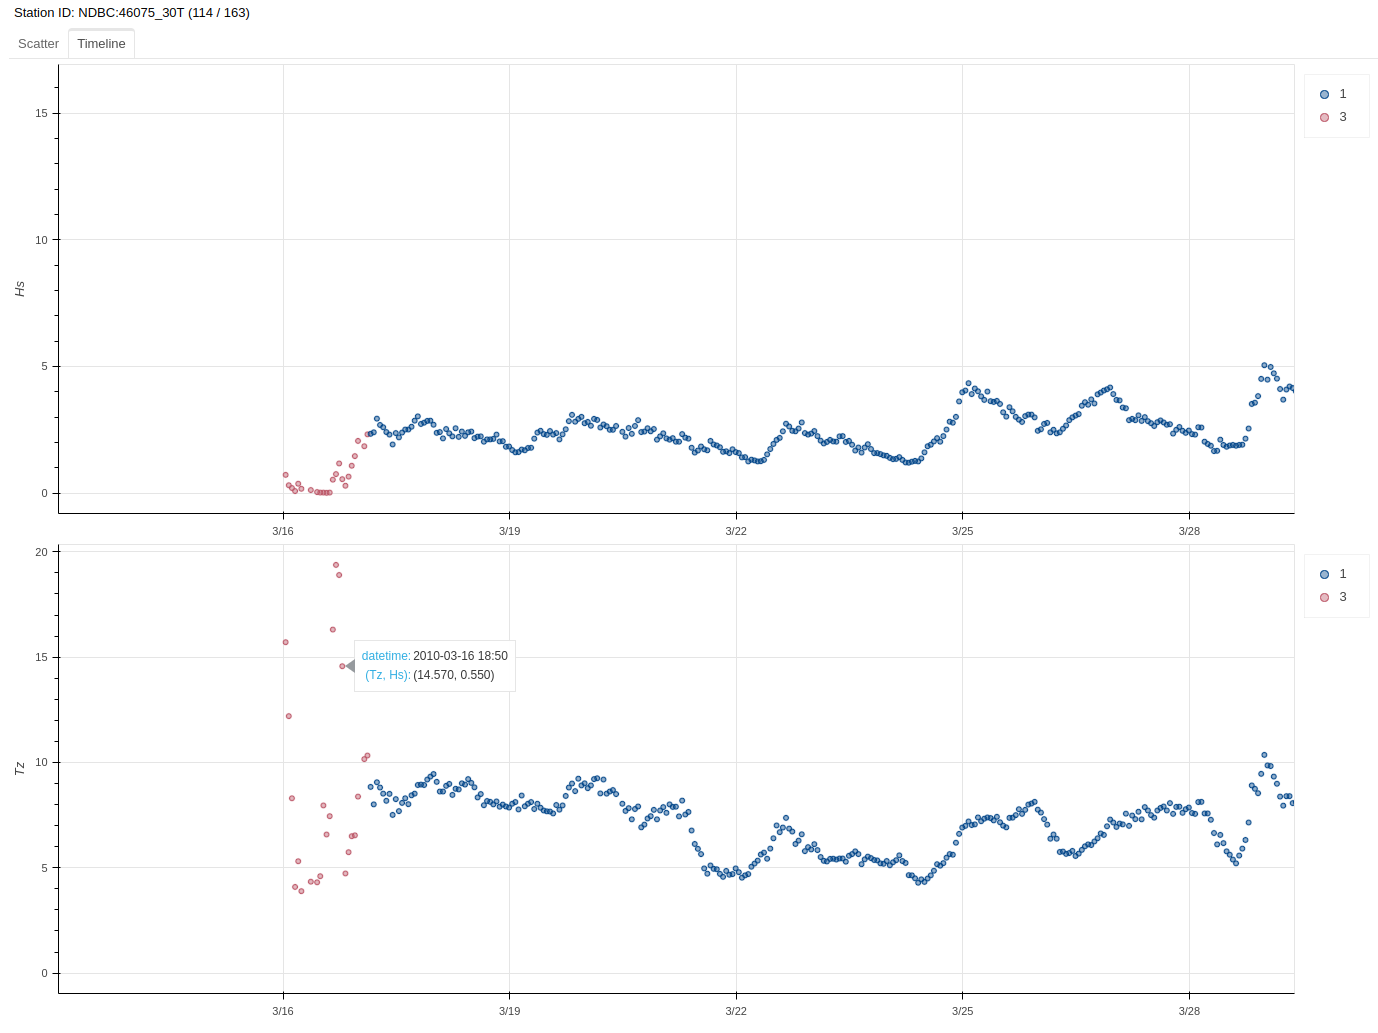 Station ID: NDBC:46075_30T (114 / 163)
Scatter Timeline
15
10
5
0
Hs
3/16 3/19 3/22 3/25 3/28
1
3
20
15
10
5
0
Tz
3/16 3/19 3/22 3/25 3/28
datetime: 2010-03-16 18:50
(Tz, Hs): (14.570, 0.550)
1
3